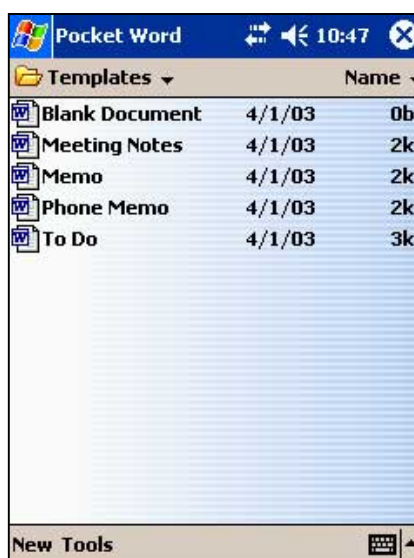 Pocket Word 10:47
Templates Name
Blank Document 4/1/03 0b
Meeting Notes 4/1/03 2k
Memo 4/1/03 2k
Phone Memo 4/1/03 2k
To Do 4/1/03 3k
New Tools